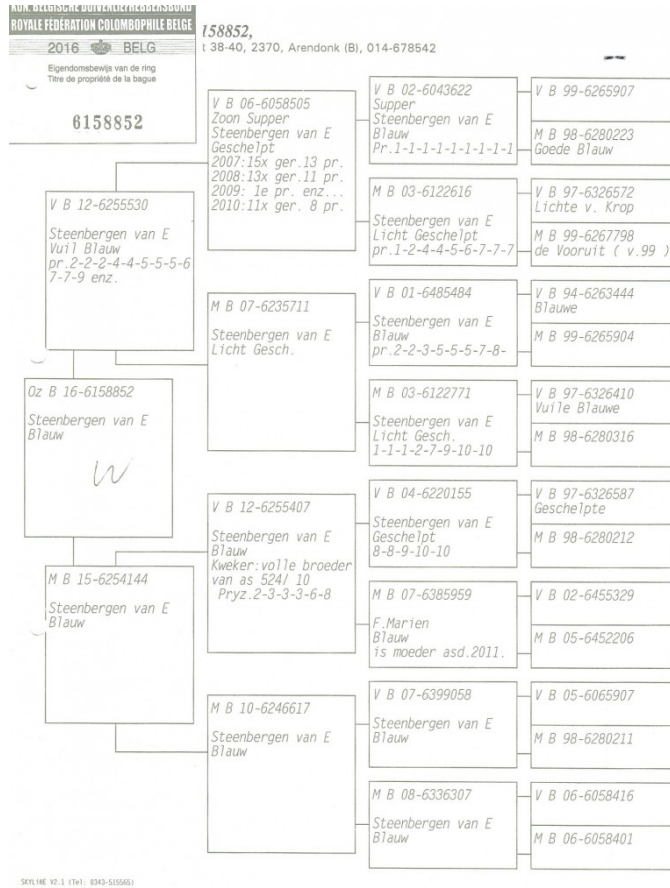 KON. BELGISCHE DUIVENLIEFHEBBERSBOND
ROYALE FÉDÉRATION COLOMBOPHILE BELGE
2016 BELG
Eigendomsbewijs van de ring
Titre de propriété de la bague
6158852
158852,
t 38-40, 2370, Arendonk (B), 014-678542
Oz B 16-6158852
Steenbergen van E
Blauw
W
V B 12-6255530
Steenbergen van E
Vuil Blauw
pr.2-2-2-4-4-5-5-5-6
7-7-9 enz.
M B 15-6254144
Steenbergen van E
Blauw
V B 06-6058505
Zoon Supper
Steenbergen van E
Geschelpt
2007:15x ger.13 pr.
2008:13x ger.11 pr.
2009: 1e pr. enz...
2010:11x ger. 8 pr.
M B 07-6235711
Steenbergen van E
Licht Gesch.
V B 12-6255407
Steenbergen van E
Blauw
Kweker:volle broeder
van as 524/ 10
Pryz.2-3-3-3-6-8
M B 10-6246617
Steenbergen van E
Blauw
V B 02-6043622
Supper
Steenbergen van E
Blauw
Pr.1-1-1-1-1-1-1-1-1
M B 03-6122616
Steenbergen van E
Licht Geschelpt
pr.1-2-4-4-5-6-7-7-7
V B 01-6485484
Steenbergen van E
Blauw
pr.2-2-3-5-5-5-7-8-
M B 03-6122771
Steenbergen van E
Licht Gesch.
1-1-1-2-7-9-10-10
V B 04-6220155
Steenbergen van E
Geschelpt
8-8-9-10-10
M B 07-6385959
F.Marien
Blauw
is moeder asd.2011.
V B 07-6399058
Steenbergen van E
Blauw
M B 08-6336307
Steenbergen van E
Blauw
V B 99-6265907
M B 98-6280223
Goede Blauw
V B 97-6326572
Lichte v. Krop
M B 99-6267798
de Vooruit ( v.99 )
V B 94-6263444
Blauwe
M B 99-6265904
V B 97-6326410
Vuile Blauwe
M B 98-6280316
V B 97-6326587
Geschelpte
M B 98-6280212
V B 02-6455329
M B 05-6452206
V B 05-6065907
M B 98-6280211
V B 06-6058416
M B 06-6058401
SKYLINE V2.1 (Tel: 0343-515565)